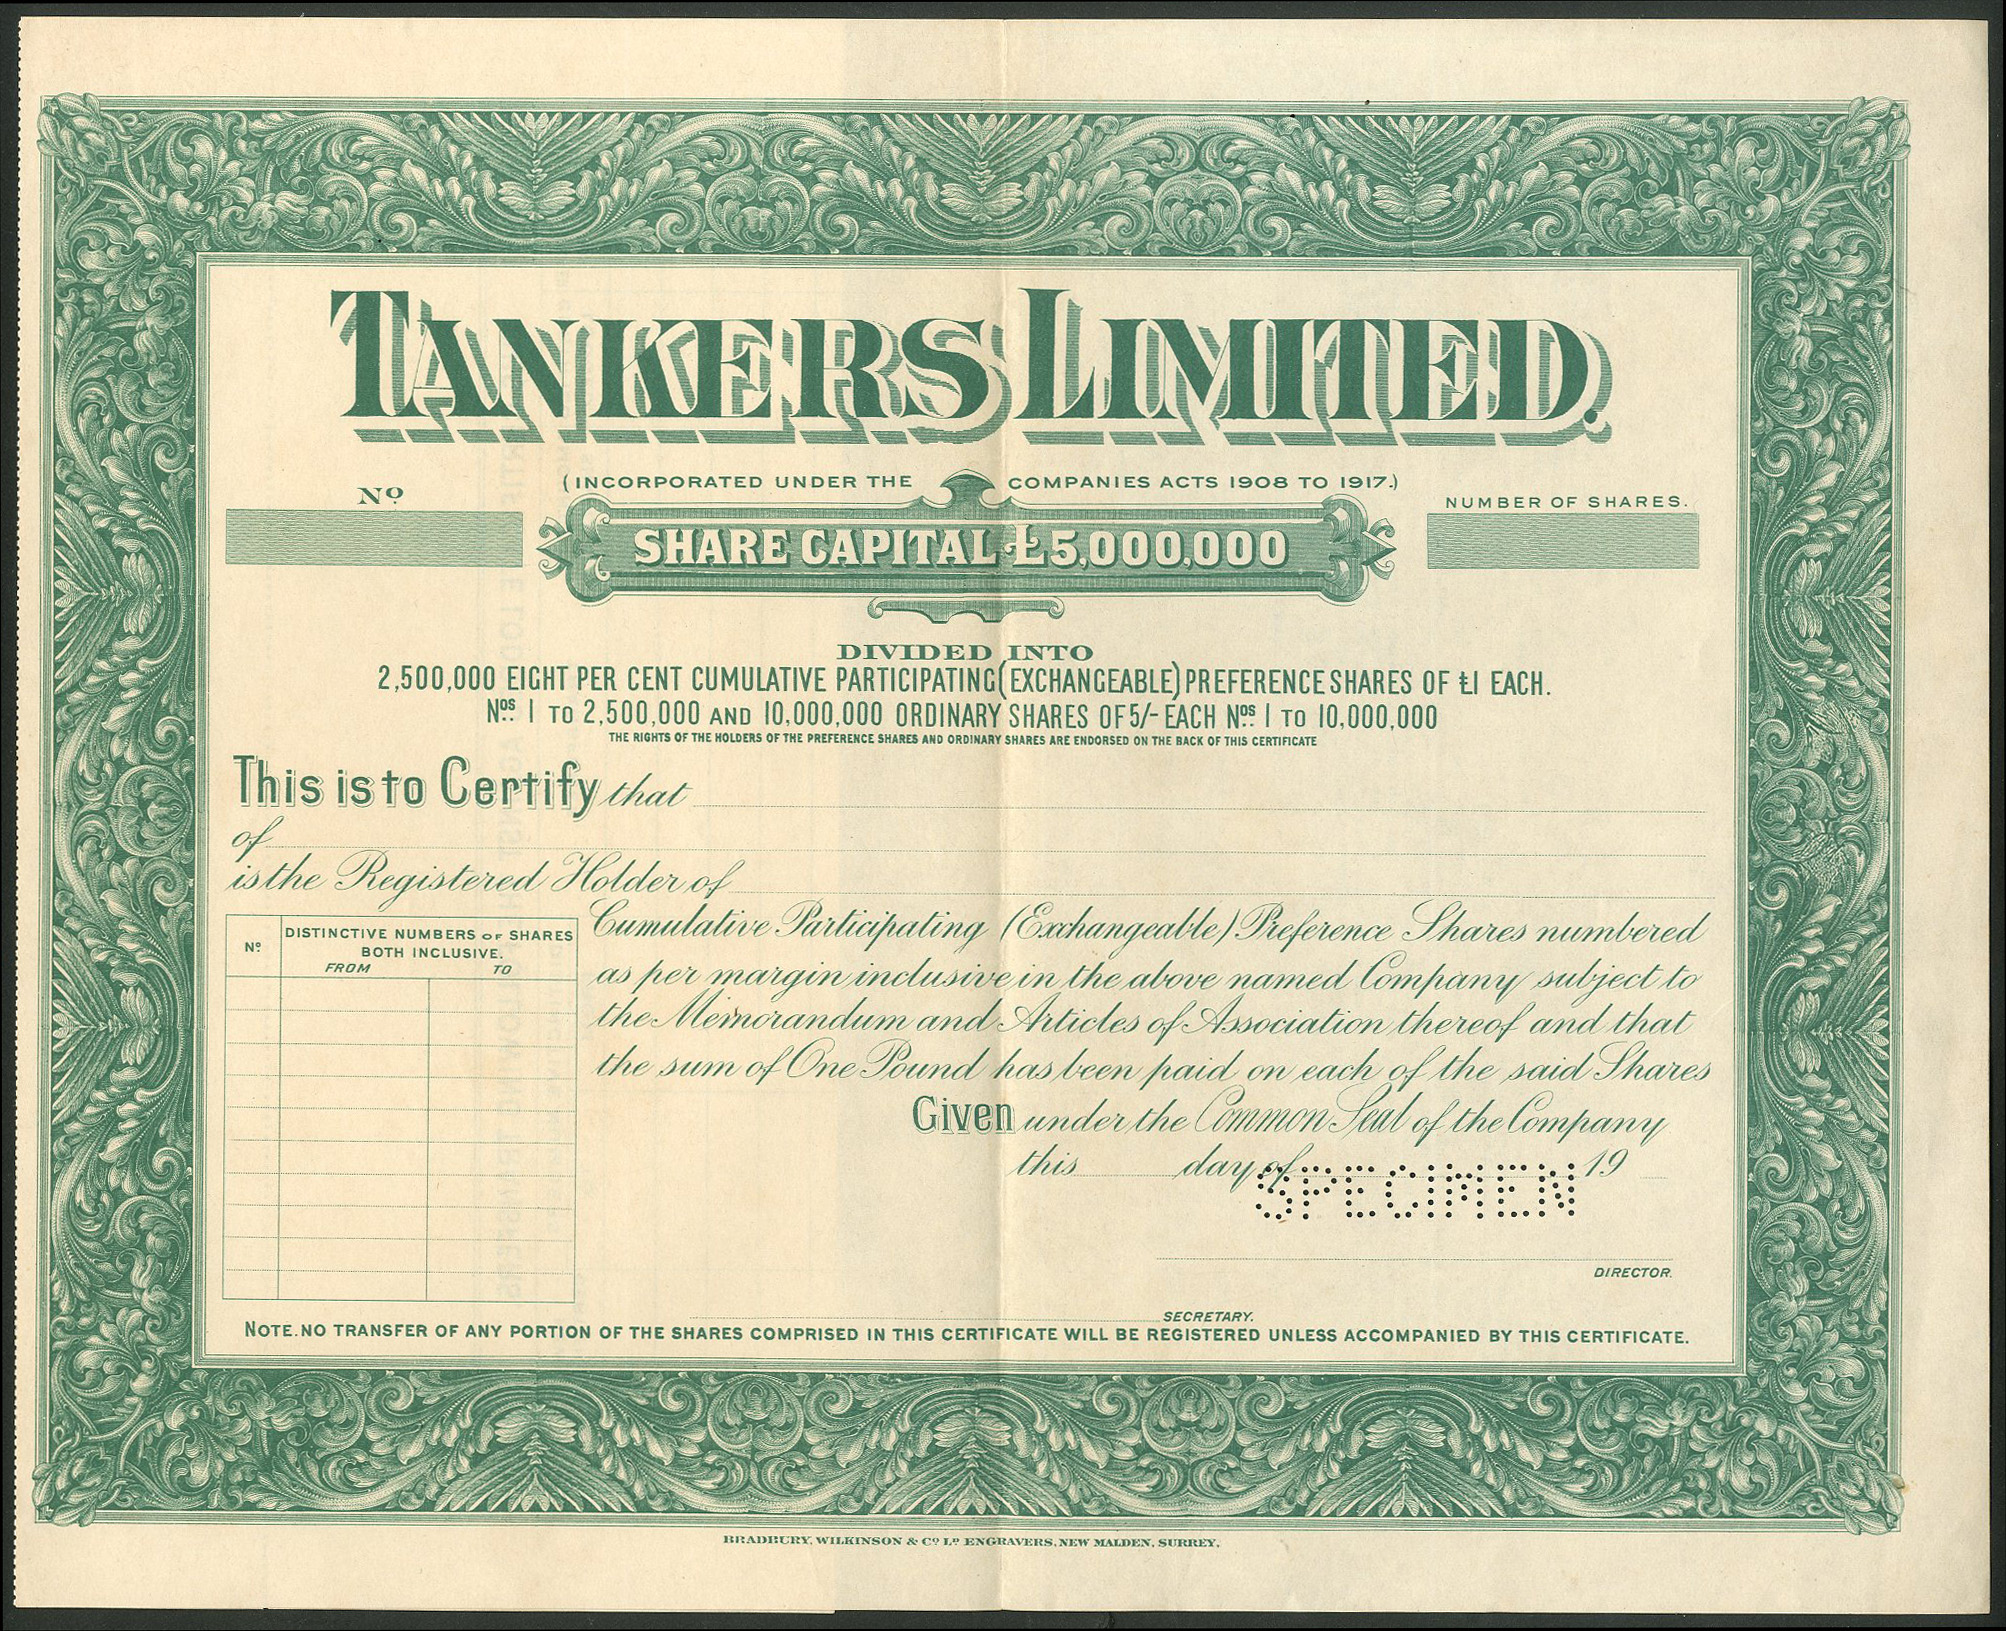 TANKERS LIMITED.
(INCORPORATED UNDER THE COMPANIES ACTS 1908 TO 1917.)
Nº
NUMBER OF SHARES.
SHARE CAPITAL £5,000,000
DIVIDED INTO
2,500,000 EIGHT PER CENT CUMULATIVE PARTICIPATING (EXCHANGEABLE) PREFERENCE SHARES OF £1 EACH.
Nos. 1 TO 2,500,000 AND 10,000,000 ORDINARY SHARES OF 5/- EACH Nos. 1 TO 10,000,000
THE RIGHTS OF THE HOLDERS OF THE PREFERENCE SHARES AND ORDINARY SHARES ARE ENDORSED ON THE BACK OF THIS CERTIFICATE
This is to Certify that
of
is the Registered Holder of
Cumulative Participating (Exchangeable) Preference Shares numbered
as per margin inclusive in the above named Company subject to
the Memorandum and Articles of Association thereof and that
the sum of One Pound has been paid on each of the said Shares
Nº
DISTINCTIVE NUMBERS OF SHARES
BOTH INCLUSIVE.
FROM TO
Given under the Common Seal of the Company
this day of 19
SPECIMEN
DIRECTOR.
SECRETARY.
NOTE. NO TRANSFER OF ANY PORTION OF THE SHARES COMPRISED IN THIS CERTIFICATE WILL BE REGISTERED UNLESS ACCOMPANIED BY THIS CERTIFICATE.
BRADBURY, WILKINSON & Cº Lᴰ ENGRAVERS, NEW MALDEN, SURREY.